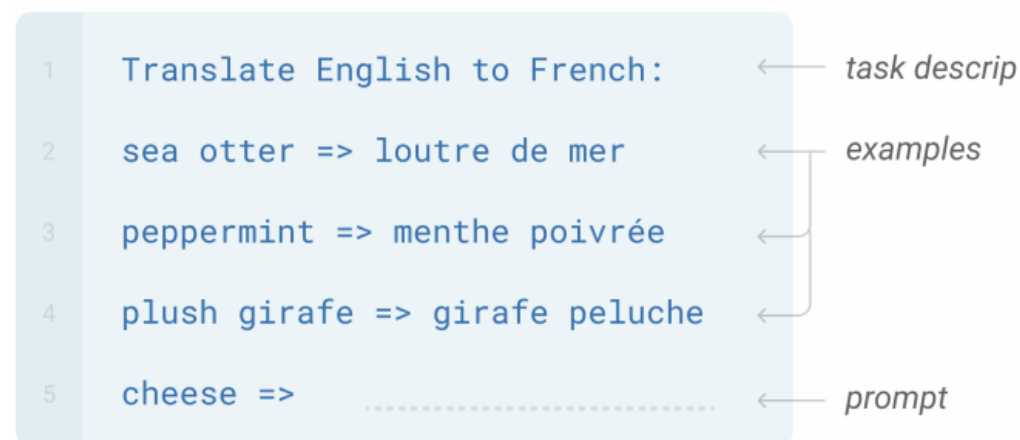 1 Translate English to French: task descrip
2 sea otter => loutre de mer examples
3 peppermint => menthe poivrée
4 plush girafe => girafe peluche
5 cheese => prompt